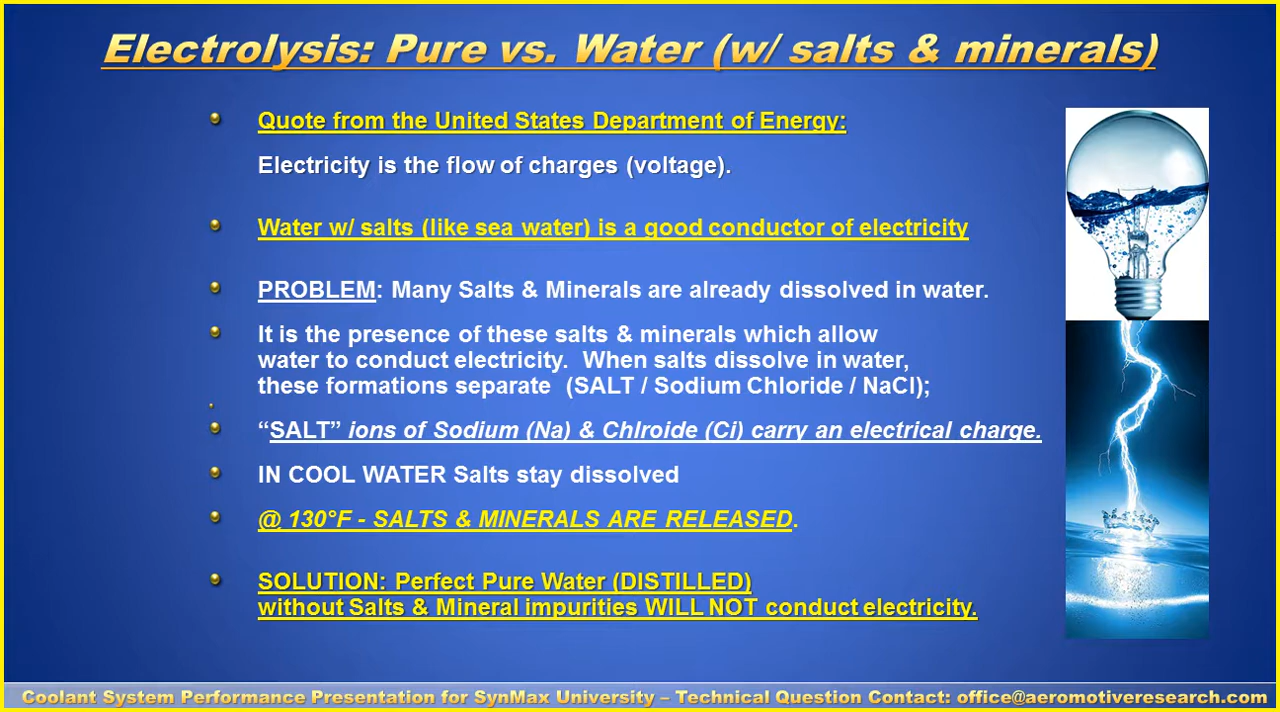 Electrolysis: Pure vs. Water (w/ salts & minerals)
Quote from the United States Department of Energy:
Electricity is the flow of charges (voltage).
Water w/ salts (like sea water) is a good conductor of electricity
PROBLEM: Many Salts & Minerals are already dissolved in water.
It is the presence of these salts & minerals which allow
water to conduct electricity.  When salts dissolve in water,
these formations separate  (SALT / Sodium Chloride / NaCl);
“SALT” ions of Sodium (Na) & Chlroide (Ci) carry an electrical charge.
IN COOL WATER Salts stay dissolved
@ 130°F - SALTS & MINERALS ARE RELEASED.
SOLUTION: Perfect Pure Water (DISTILLED)
without Salts & Mineral impurities WILL NOT conduct electricity.
Coolant System Performance Presentation for SynMax University – Technical Question Contact: office@aeromotiveresearch.com